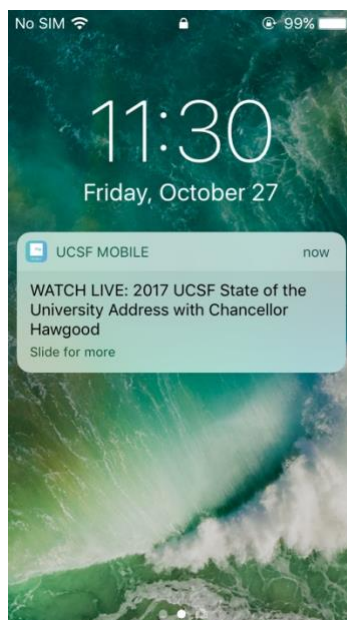 No SIM 99%
11:30
Friday, October 27
UCSF MOBILE now
WATCH LIVE: 2017 UCSF State of the
University Address with Chancellor
Hawgood
Slide for more